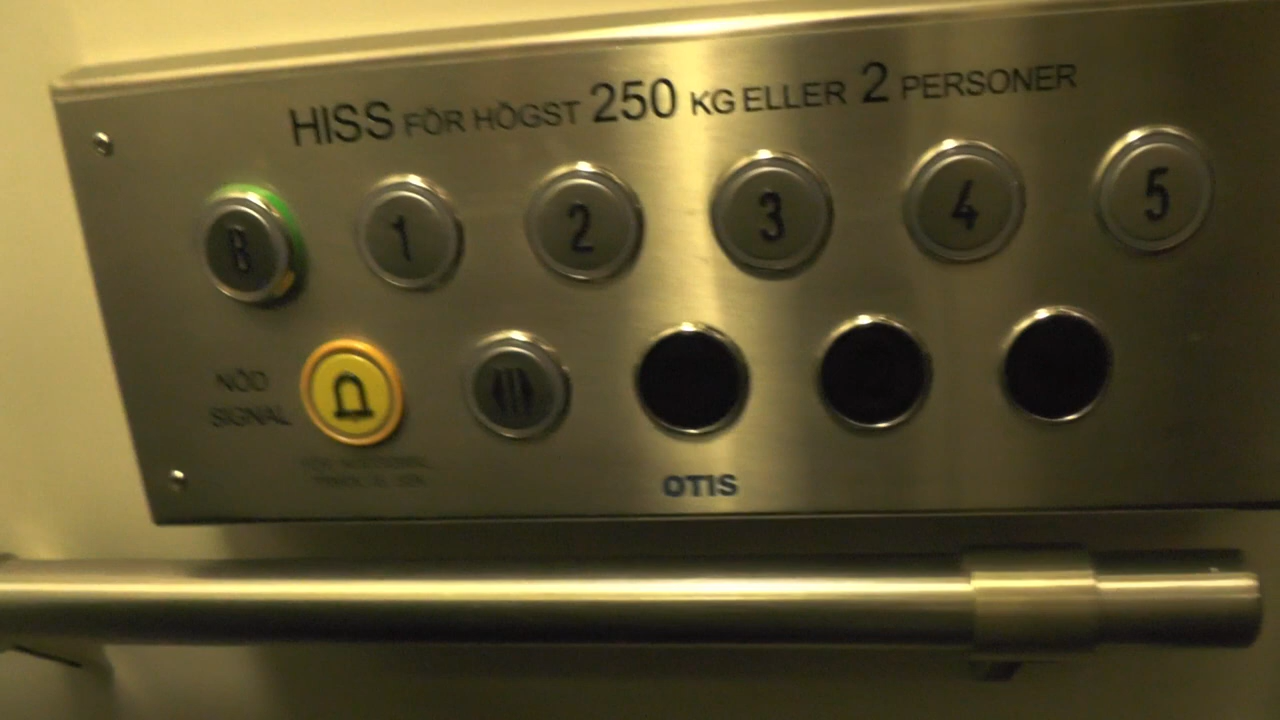 HISS FÖR HÖGST 250 KG ELLER 2 PERSONER
B 1 2 3 4 5
NÖD
SIGNAL
OTIS